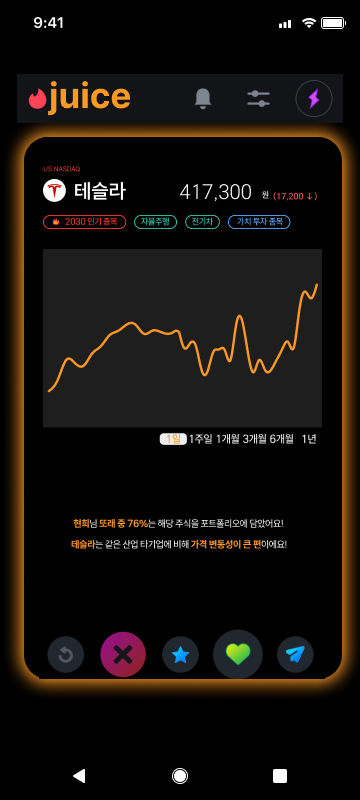 9:41
juice
US NASDAQ
테슬라 417,300 원 (17,200 ↓)
2030 인기 종목 자율주행 전기차 가치 투자 종목
1일 1주일 1개월 3개월 6개월 1년
현희님 또래 중 76%는 해당 주식을 포트폴리오에 담았어요!
테슬라는 같은 산업 타기업에 비해 가격 변동성이 큰 편이에요!